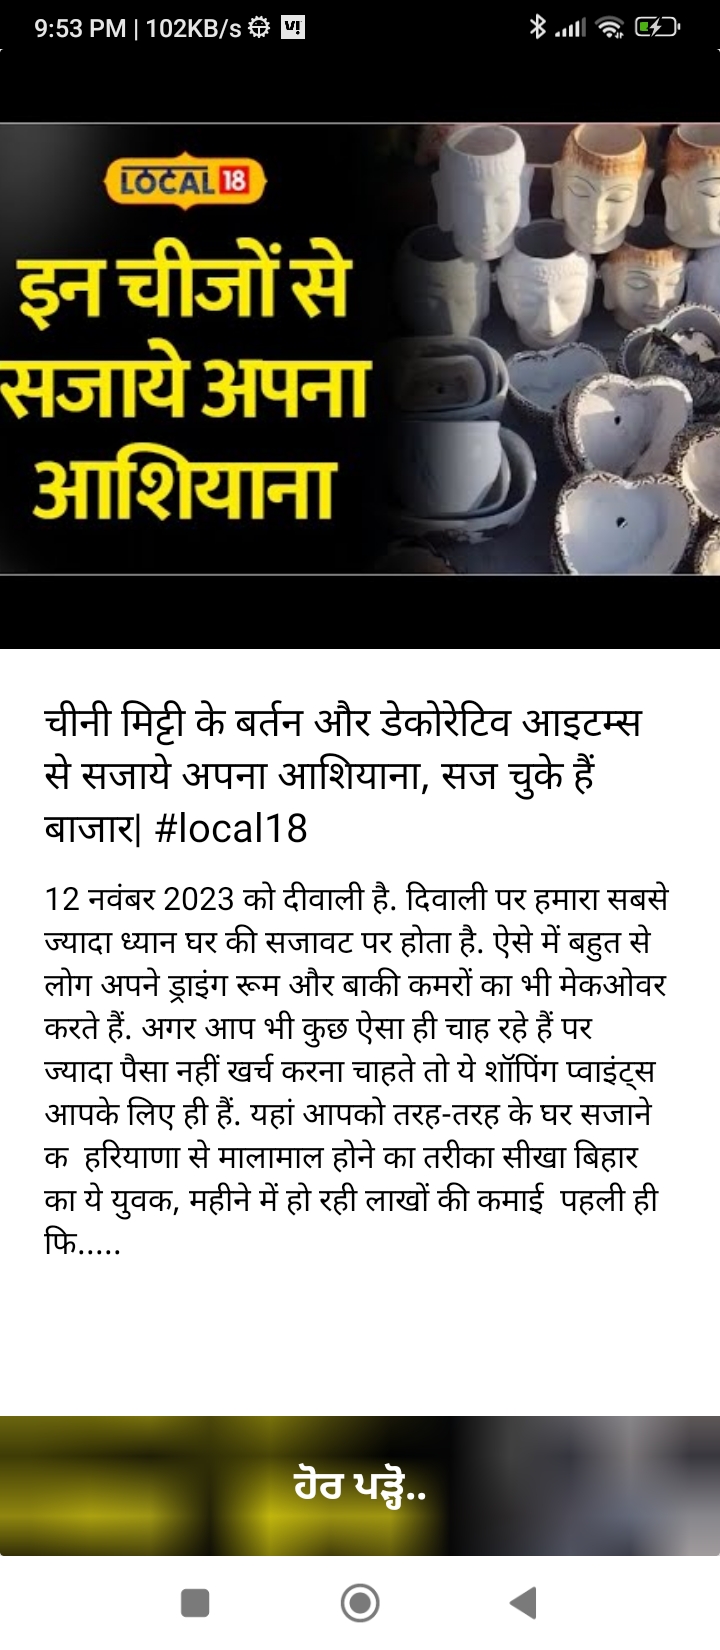 9:53 PM | 102KB/s
LOCAL 18
इन चीजों से
सजाये अपना
आशियाना
चीनी मिट्टी के बर्तन और डेकोरेटिव आइटम्स
से सजाये अपना आशियाना, सज चुके हैं
बाजार| #local18
12 नवंबर 2023 को दीवाली है. दिवाली पर हमारा सबसे
ज्यादा ध्यान घर की सजावट पर होता है. ऐसे में बहुत से
लोग अपने ड्राइंग रूम और बाकी कमरों का भी मेकओवर
करते हैं. अगर आप भी कुछ ऐसा ही चाह रहे हैं पर
ज्यादा पैसा नहीं खर्च करना चाहते तो ये शॉपिंग प्वाइंट्स
आपके लिए ही हैं. यहां आपको तरह-तरह के घर सजाने
क  हरियाणा से मालामाल होने का तरीका सीखा बिहार
का ये युवक, महीने में हो रही लाखों की कमाई  पहली ही
फि.....
ਹੋਰ ਪੜ੍ਹੋ..